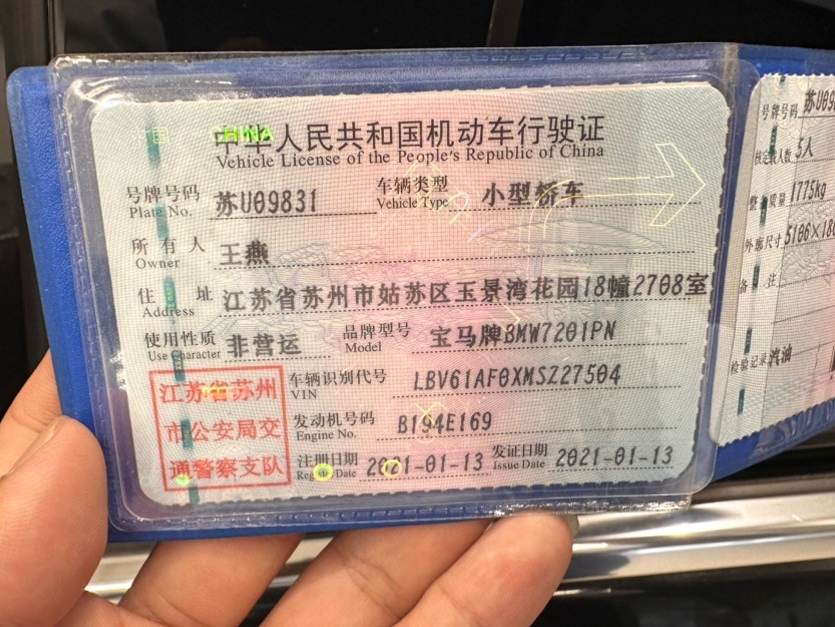 CHINA
中华人民共和国机动车行驶证
Vehicle License of the People's Republic of China
号牌号码 Plate No. 苏U09831 车辆类型 Vehicle Type 小型轿车
所有人 Owner 王燕
住址 Address 江苏省苏州市姑苏区玉景湾花园18幢2708室
使用性质 Use Character 非营运 品牌型号 Model 宝马牌BMW7201PN
江苏省苏州
市公安局交
通警察支队
车辆识别代号 VIN LBV61AF0XMSZ27504
发动机号码 Engine No. B194E169
注册日期 Register Date 2021-01-13 发证日期 Issue Date 2021-01-13
号牌号码 苏U09
核定载人数 5人
整备质量 1775kg
外廓尺寸 5106×18
备注
检验记录 汽油